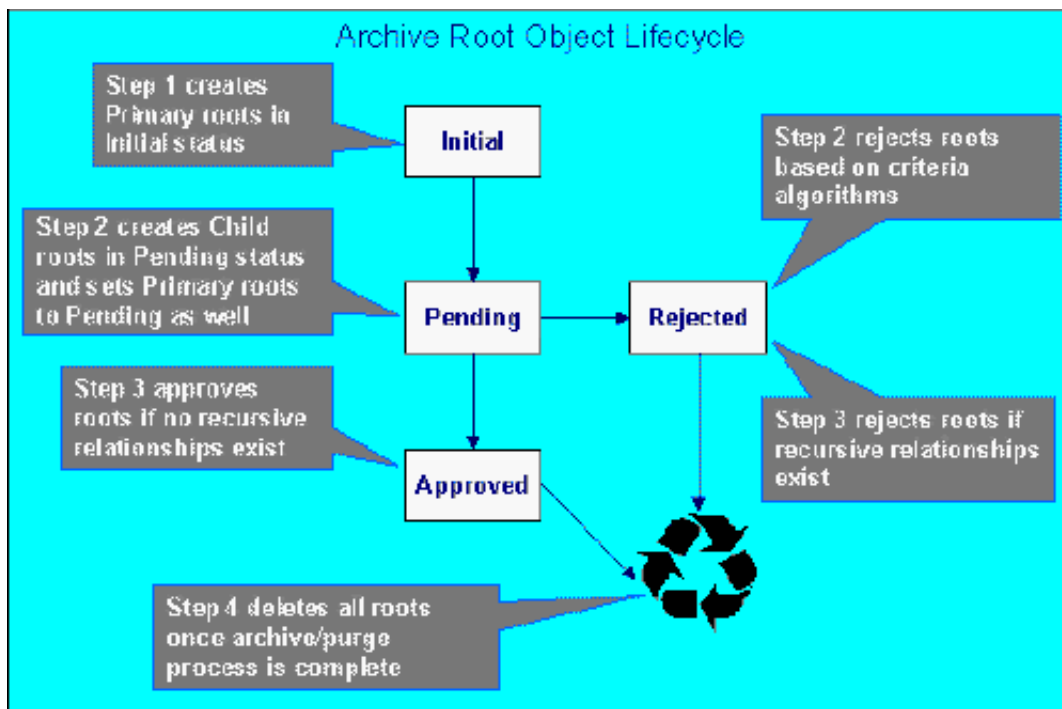 Archive Root Object Lifecycle
Step 1 creates
Primary roots in
Initial status
Initial
Step 2 rejects roots
based on criteria
algorithms
Step 2 creates Child
roots in Pending status
and sets Primary roots
to Pending as well
Pending
Rejected
Step 3 approves
roots if no recursive
relationships exist
Step 3 rejects roots if
recursive relationships
exist
Approved
Step 4 deletes all roots
once archive/purge
process is complete